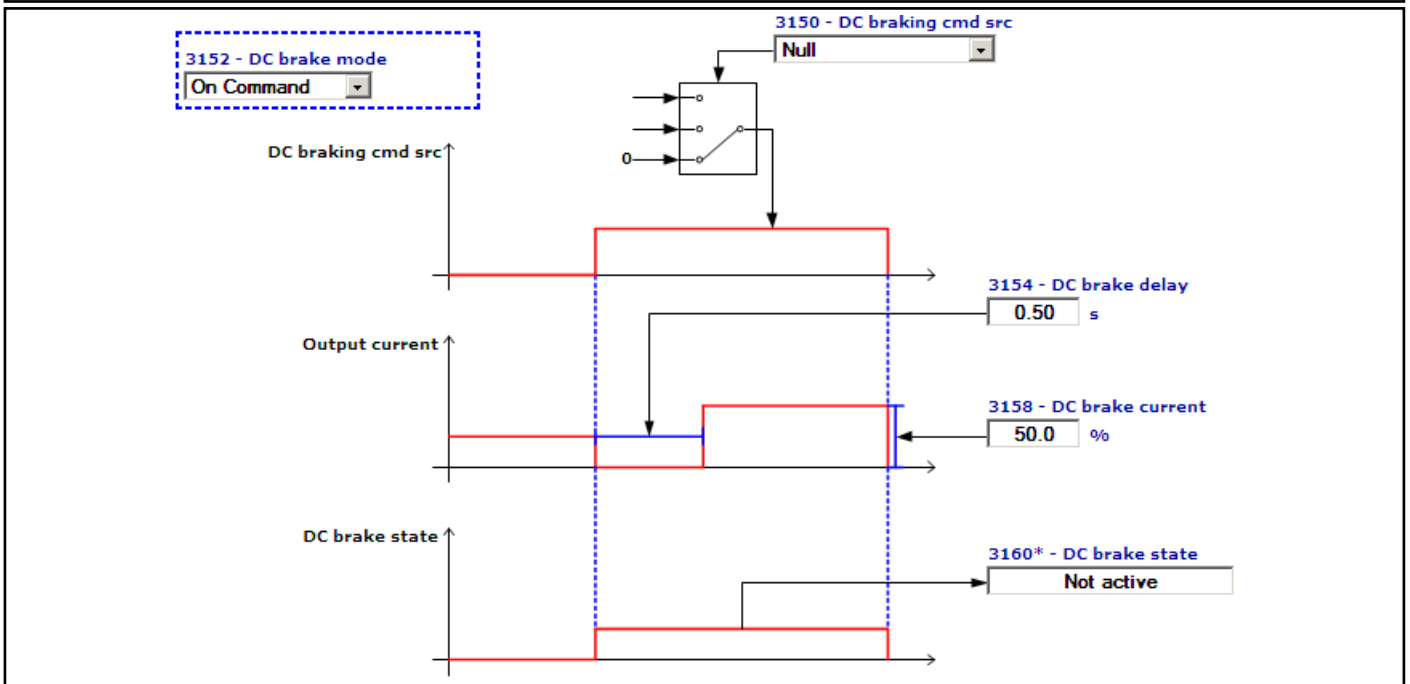 3150 - DC braking cmd src
Null
3152 - DC brake mode
On Command
DC braking cmd src
0
3154 - DC brake delay
0.50 s
Output current
3158 - DC brake current
50.0 %
DC brake state
3160* - DC brake state
Not active